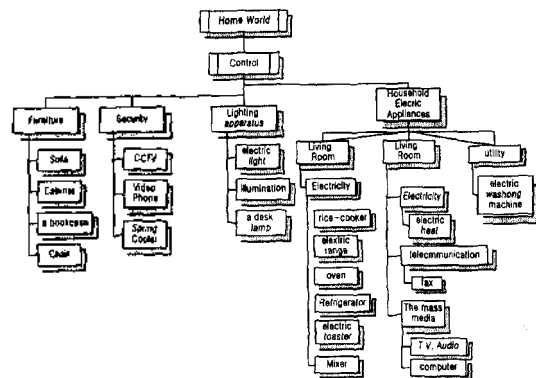 Home World
Control
Furniture
Security
Lighting
apparatus
Household
Elecric
Appliances
Sofa
a bookcase
Chair
CCTV
Video
Phone
Spring
Cooler
electric
light
illumination
a desk
lamp
Living
Room
Electricity
rice-cooker
electric
range
oven
Refrigerator
electric
toaster
Mixer
Living
Room
Electricity
electric
heat
telecmmunication
fax
The mass
media
T.V. Audio
computer
utility
electric
washong
machine